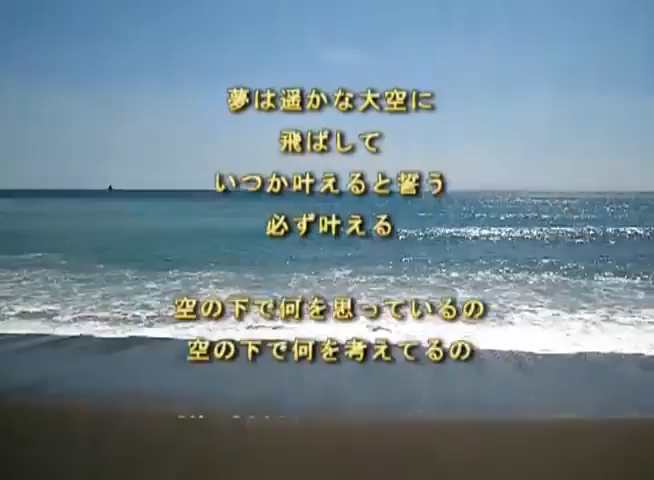 夢は遥かな大空に
飛ばして
いつか叶えると誓う
必ず叶える
空の下で何を思っているの
空の下で何を考えてるの